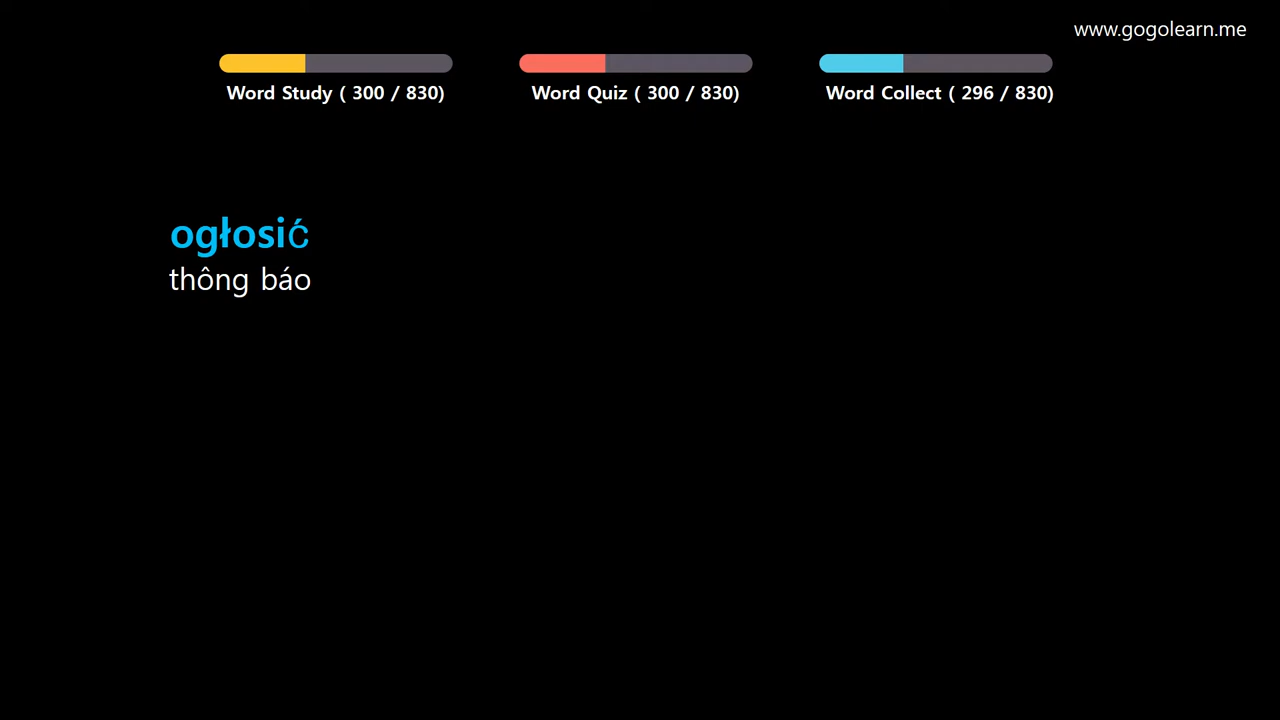 www.gogolearn.me
Word Study ( 300 / 830)
Word Quiz ( 300 / 830)
Word Collect ( 296 / 830)
ogłosić
thông báo